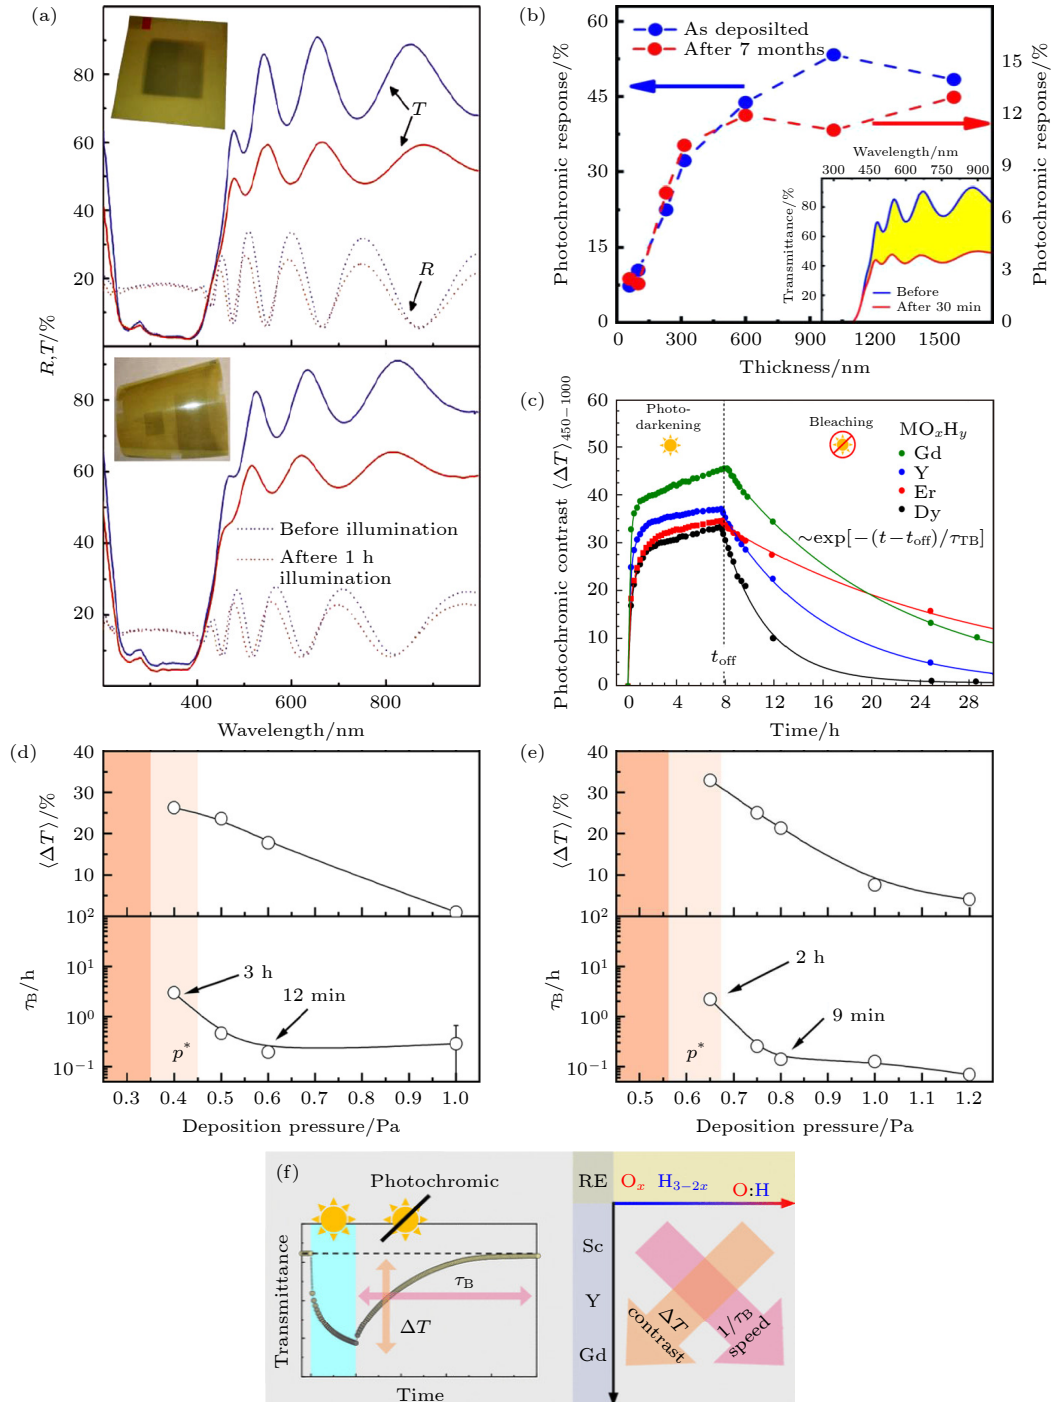 (a)
100
80
60
40
20
T
R
R,T/%
80
60
40
20
Before illumination
Aftere 1 h
illumination
200 400 600 800
Wavelength/nm
(b)
Photochromic response/%
60
45
30
15
0
As deposilted
After 7 months
15
12
9
6
3
0
Photochromic response/%
Wavelength/nm
300 450 600 750 900
Transmittance/%
80
60
40
20
Before
After 30 min
0 300 600 900 1200 1500
Thickness/nm
(c)
Photochromic contrast ⟨ΔT⟩450−1000
60
50
40
30
20
10
0
Photo-
darkening
Bleaching
MOxHy
Gd
Y
Er
Dy
~exp[−(t−toff)/τTB]
toff
0 4 8 12 16 20 24 28
Time/h
(d)
⟨ΔT⟩/%
40
30
20
10
τB/h
10²
10¹
10⁰
10⁻¹
3 h
12 min
p*
0.3 0.4 0.5 0.6 0.7 0.8 0.9 1.0
Deposition pressure/Pa
(e)
⟨ΔT⟩/%
40
30
20
10
τB/h
10²
10¹
10⁰
10⁻¹
2 h
9 min
p*
0.5 0.6 0.7 0.8 0.9 1.0 1.1 1.2
Deposition pressure/Pa
(f)
Photochromic
Transmittance
τB
ΔT
Time
RE Ox H3−2x O:H
Sc
Y
Gd
ΔT
contrast
1/τB
speed